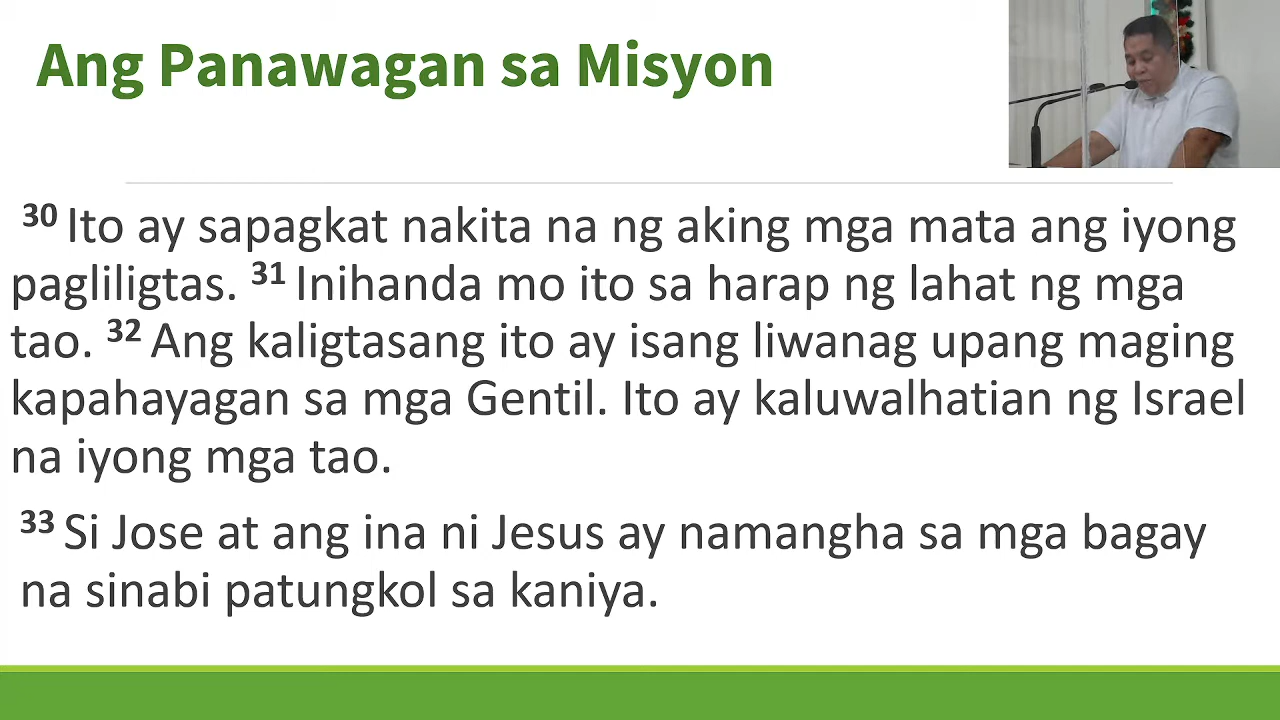 Ang Panawagan sa Misyon
30 Ito ay sapagkat nakita na ng aking mga mata ang iyong
pagliligtas. 31 Inihanda mo ito sa harap ng lahat ng mga
tao. 32 Ang kaligtasang ito ay isang liwanag upang maging
kapahayagan sa mga Gentil. Ito ay kaluwalhatian ng Israel
na iyong mga tao.
33 Si Jose at ang ina ni Jesus ay namangha sa mga bagay
na sinabi patungkol sa kaniya.